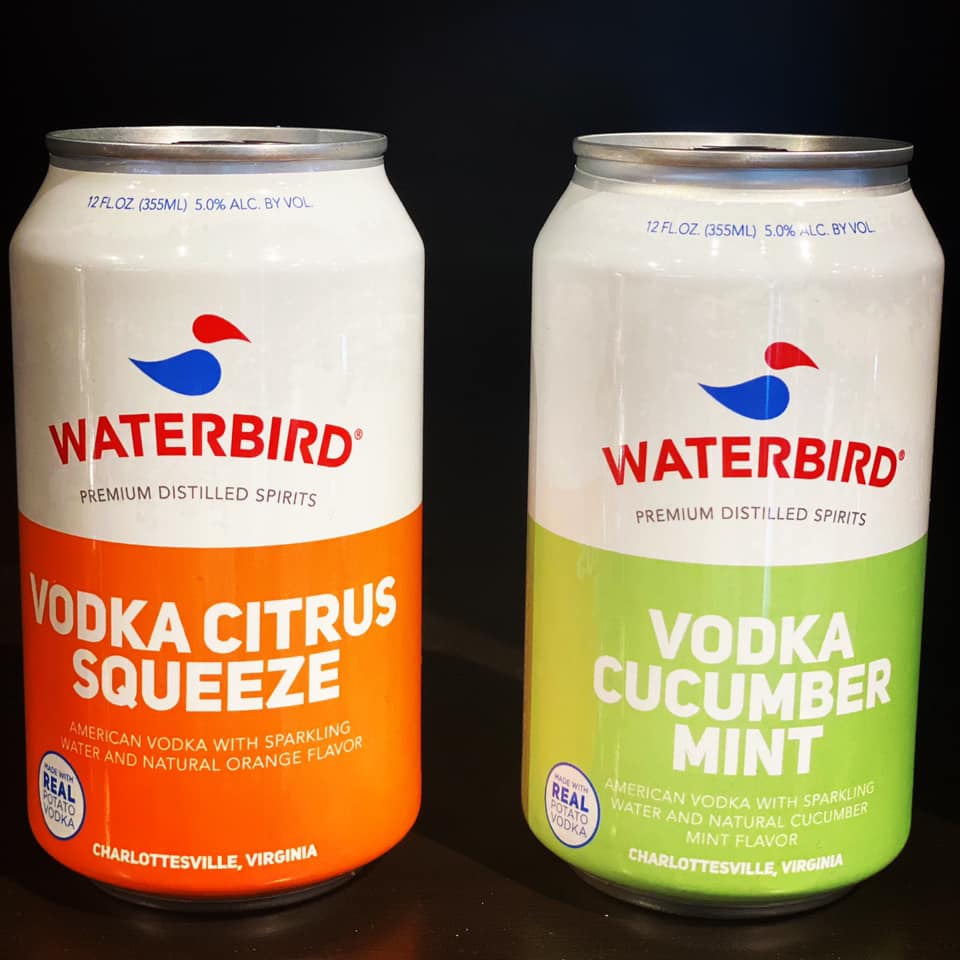 12 FL.OZ. (355ML) 5.0% ALC. BY VOL.
WATERBIRD®
PREMIUM DISTILLED SPIRITS
VODKA CITRUS
SQUEEZE
AMERICAN VODKA WITH SPARKLING
WATER AND NATURAL ORANGE FLAVOR
MADE WITH
REAL
POTATO
VODKA
CHARLOTTESVILLE, VIRGINIA
12 FL.OZ. (355ML) 5.0% ALC. BY VOL.
WATERBIRD®
PREMIUM DISTILLED SPIRITS
VODKA
CUCUMBER
MINT
AMERICAN VODKA WITH SPARKLING
WATER AND NATURAL CUCUMBER
MINT FLAVOR
MADE WITH
REAL
POTATO
VODKA
CHARLOTTESVILLE, VIRGINIA